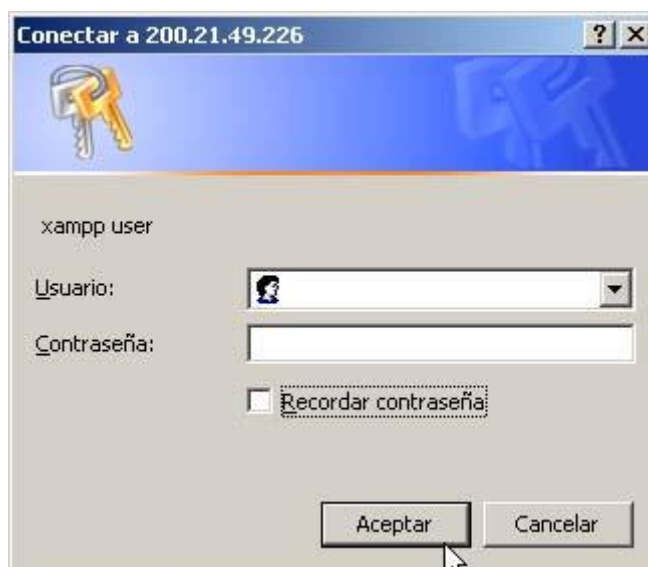 Conectar a 200.21.49.226
xampp user
Usuario:
Contraseña:
Recordar contraseña
Aceptar Cancelar